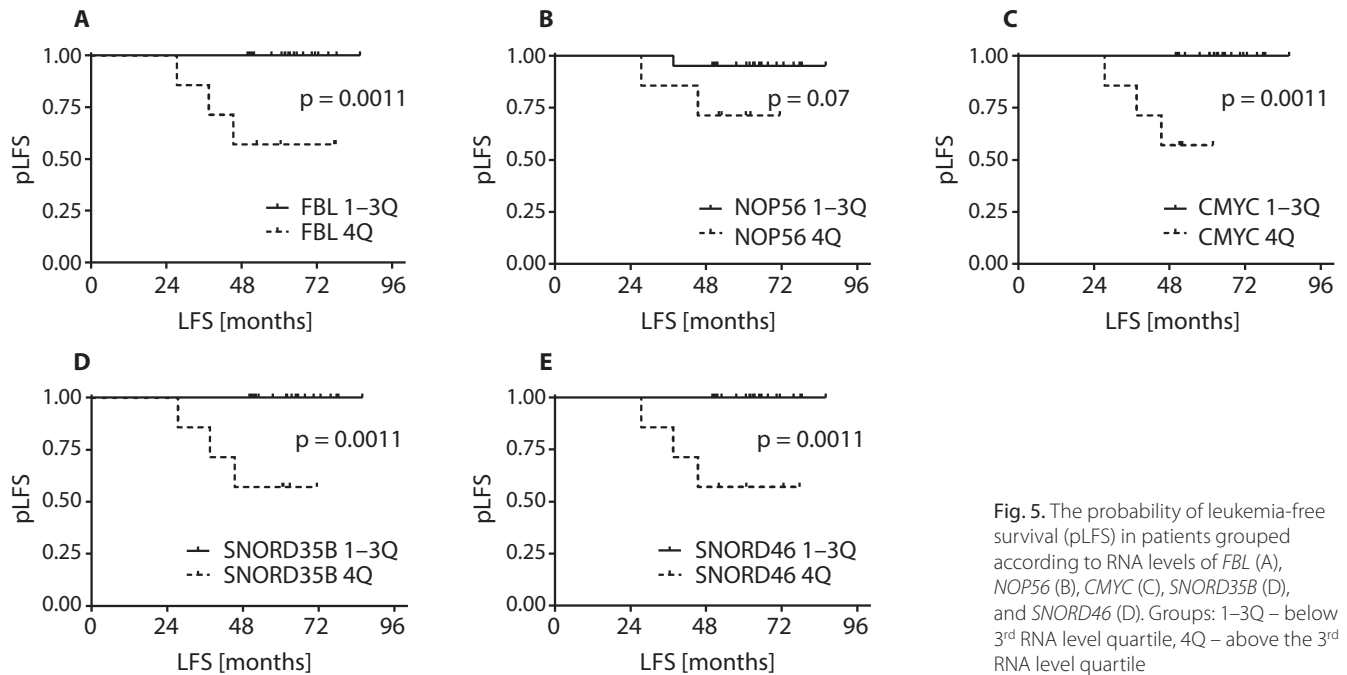 A
1.00
0.75
0.50
0.25
0.00
pLFS
p = 0.0011
FBL 1–3Q
FBL 4Q
0 24 48 72 96
LFS [months]
B
1.00
0.75
0.50
0.25
0.00
pLFS
p = 0.07
NOP56 1–3Q
NOP56 4Q
0 24 48 72 96
LFS [months]
C
1.00
0.75
0.50
0.25
0.00
pLFS
p = 0.0011
CMYC 1–3Q
CMYC 4Q
0 24 48 72 96
LFS [months]
D
1.00
0.75
0.50
0.25
0.00
pLFS
p = 0.0011
SNORD35B 1–3Q
SNORD35B 4Q
0 24 48 72 96
LFS [months]
E
1.00
0.75
0.50
0.25
0.00
pLFS
p = 0.0011
SNORD46 1–3Q
SNORD46 4Q
0 24 48 72 96
LFS [months]
Fig. 5. The probability of leukemia-free
survival (pLFS) in patients grouped
according to RNA levels of FBL (A),
NOP56 (B), CMYC (C), SNORD35B (D),
and SNORD46 (D). Groups: 1–3Q – below
3rd RNA level quartile, 4Q – above the 3rd
RNA level quartile